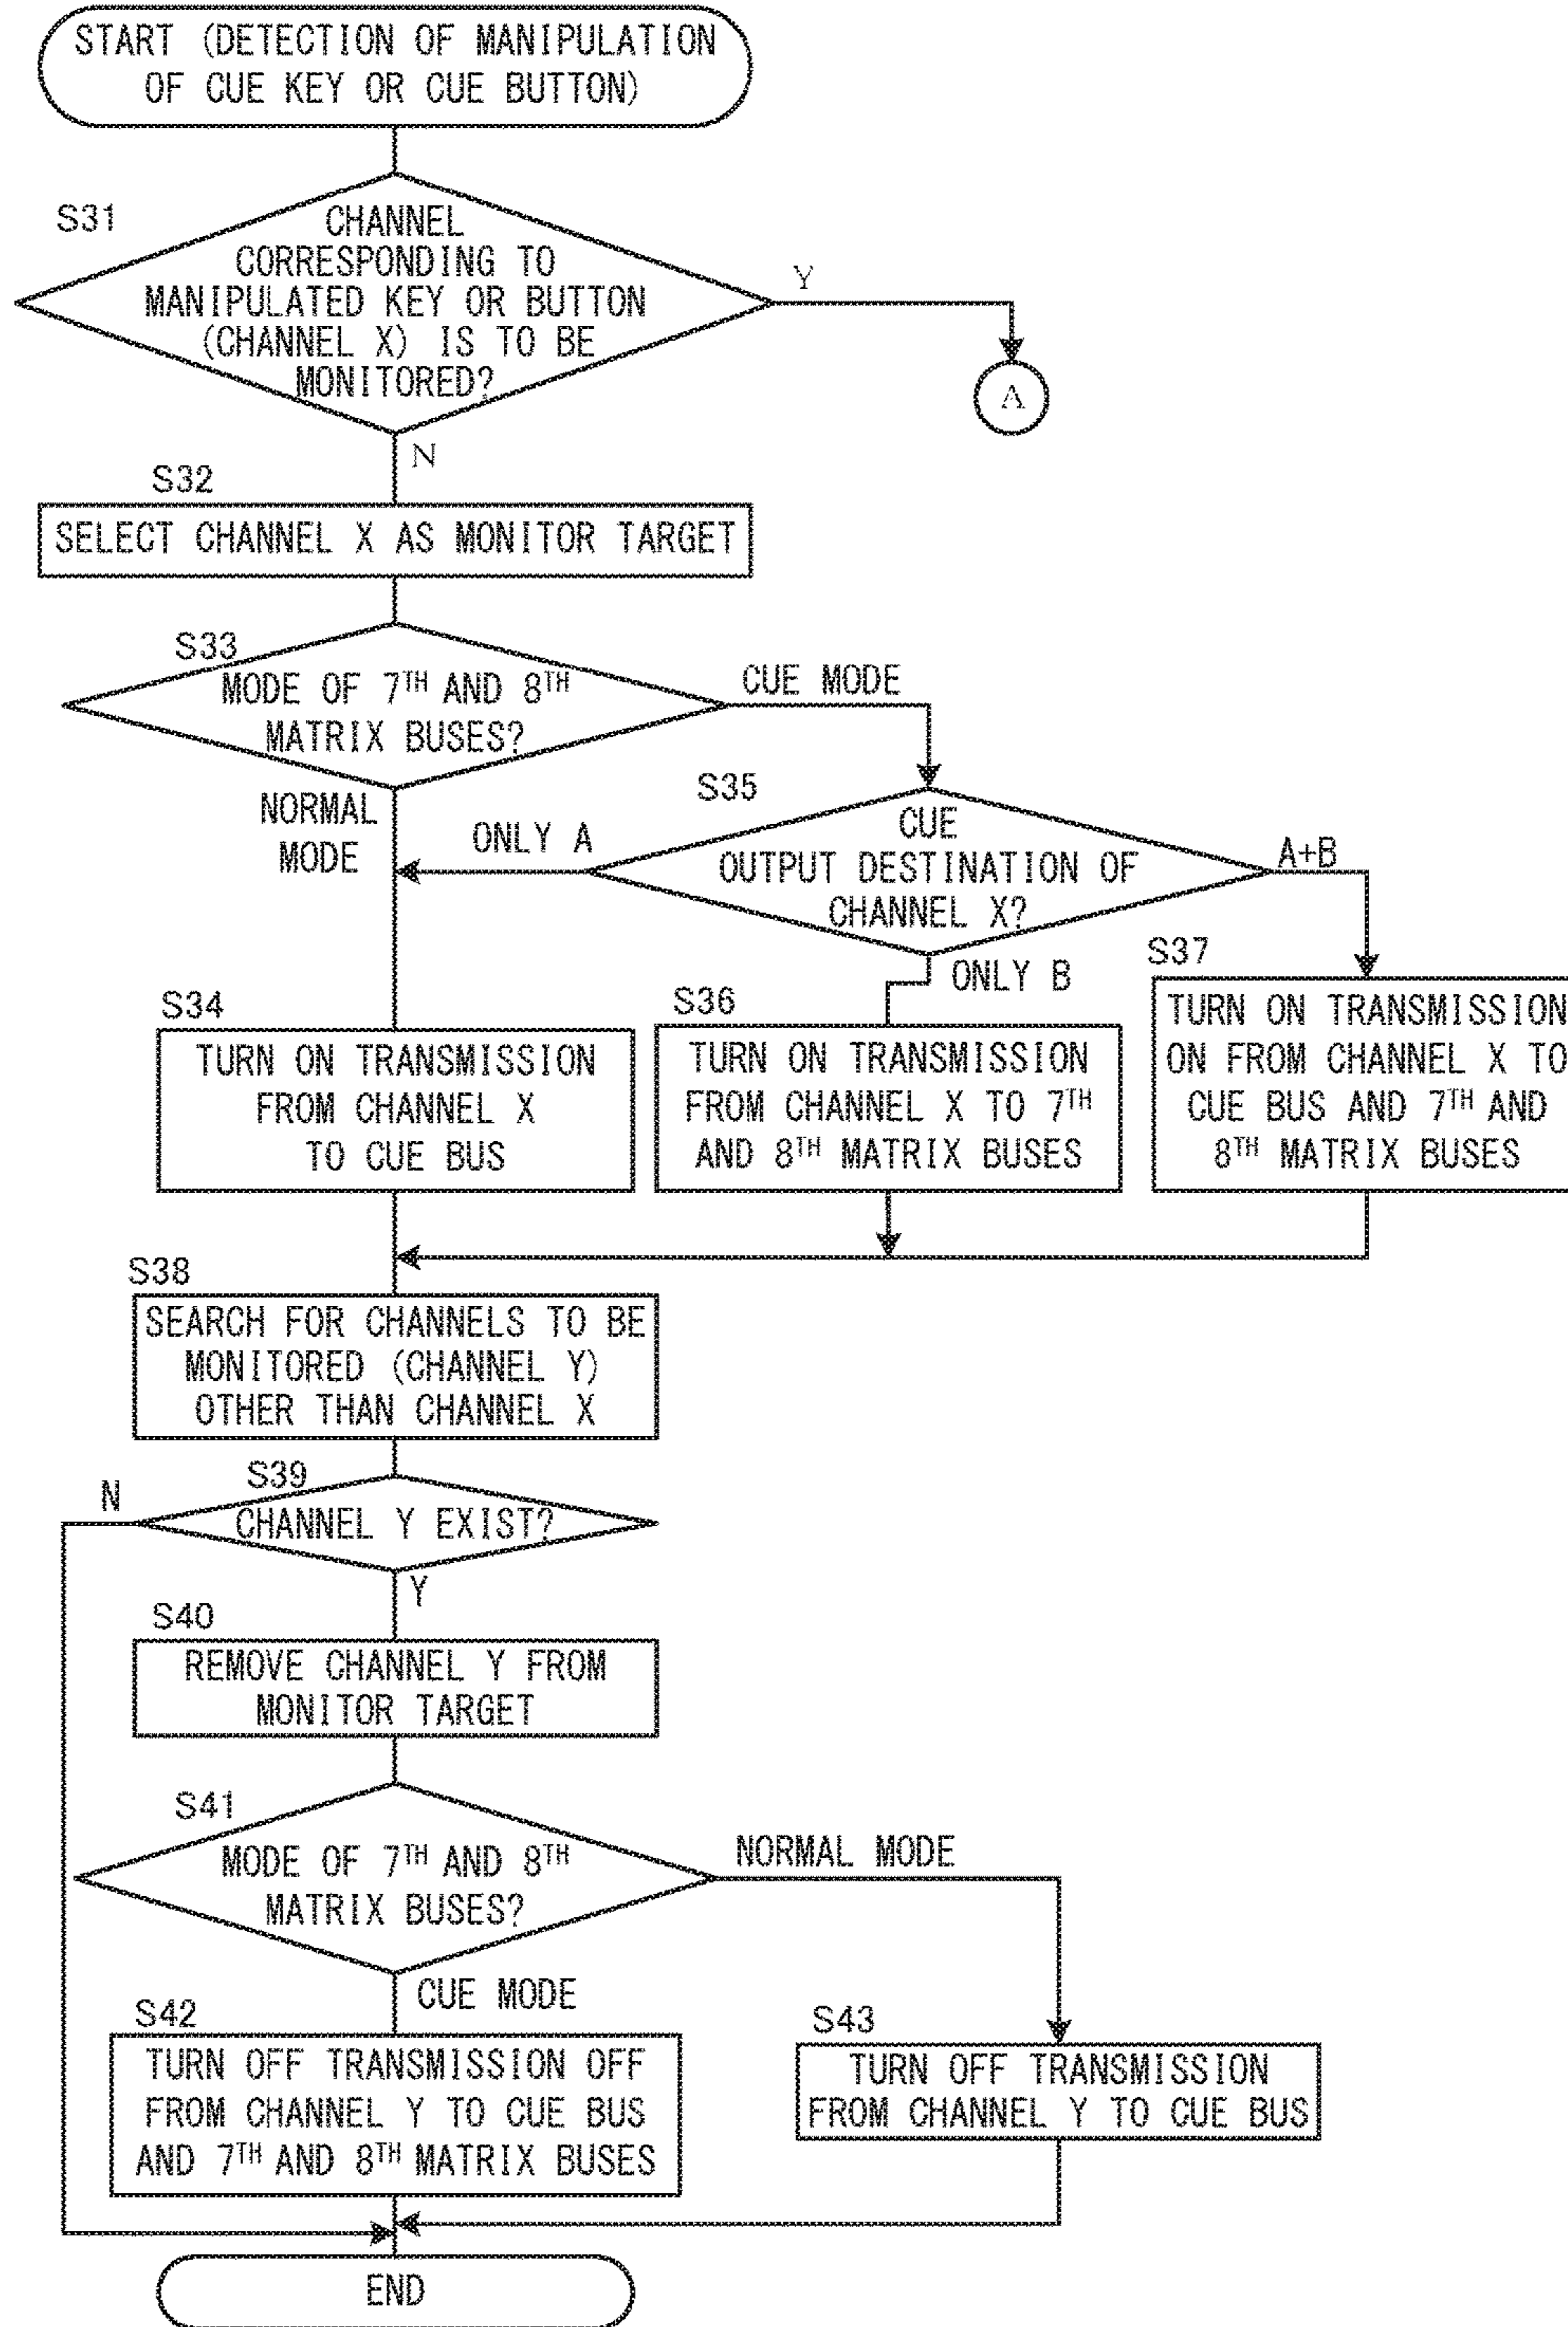 START (DETECTION OF MANIPULATION
OF CUE KEY OR CUE BUTTON)
S31
CHANNEL
CORRESPONDING TO
MANIPULATED KEY OR BUTTON
(CHANNEL X) IS TO BE
MONITORED?
Y
A
N
S32
SELECT CHANNEL X AS MONITOR TARGET
S33
MODE OF 7TH AND 8TH
MATRIX BUSES?
CUE MODE
NORMAL
MODE
S35
CUE
OUTPUT DESTINATION OF
CHANNEL X?
ONLY A
A+B
ONLY B
S34
TURN ON TRANSMISSION
FROM CHANNEL X
TO CUE BUS
S36
TURN ON TRANSMISSION
FROM CHANNEL X TO 7TH
AND 8TH MATRIX BUSES
S37
TURN ON TRANSMISSION
ON FROM CHANNEL X TO
CUE BUS AND 7TH AND
8TH MATRIX BUSES
S38
SEARCH FOR CHANNELS TO BE
MONITORED (CHANNEL Y)
OTHER THAN CHANNEL X
S39
N
CHANNEL Y EXIST?
Y
S40
REMOVE CHANNEL Y FROM
MONITOR TARGET
S41
MODE OF 7TH AND 8TH
MATRIX BUSES?
NORMAL MODE
CUE MODE
S42
TURN OFF TRANSMISSION OFF
FROM CHANNEL Y TO CUE BUS
AND 7TH AND 8TH MATRIX BUSES
S43
TURN OFF TRANSMISSION
FROM CHANNEL Y TO CUE BUS
END